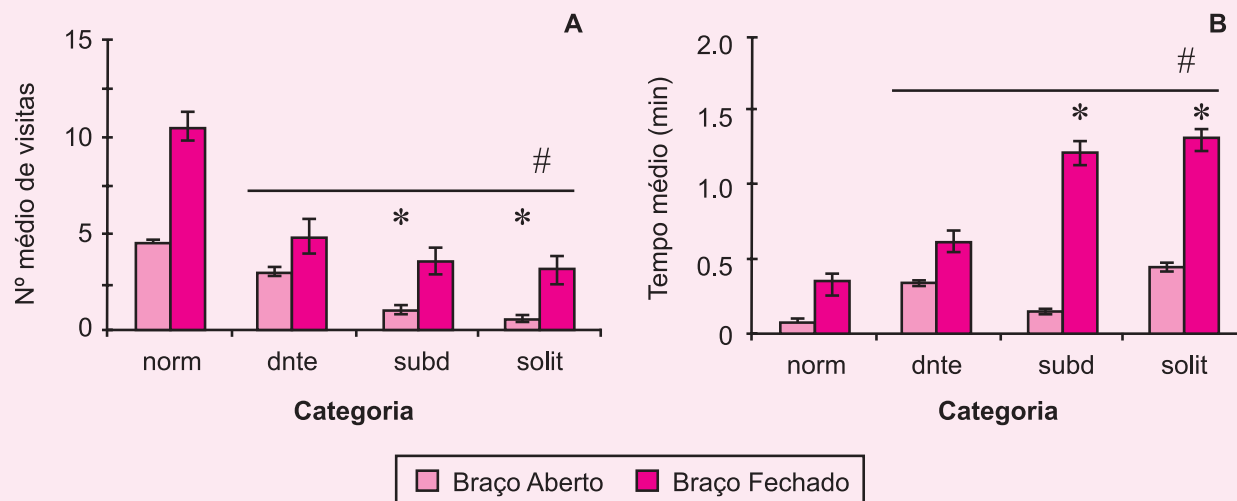 A
Nº médio de visitas
15
10
5
0
#
* *
norm dnte subd solit
Categoria
B
Tempo médio (min)
2.0
1.5
1.0
0.5
0
#
* *
norm dnte subd solit
Categoria
Braço Aberto Braço Fechado